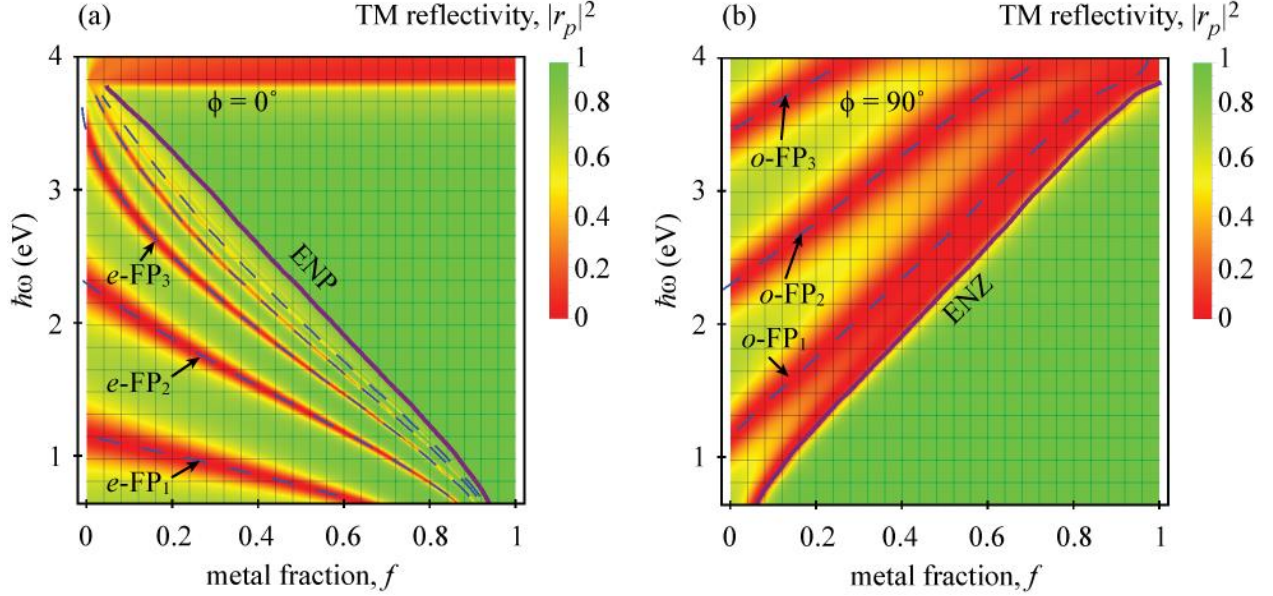 (a)
TM reflectivity, |r_p|^2
4
3
2
1
ħω (eV)
ϕ = 0°
ENP
e-FP₃
e-FP₂
e-FP₁
0
0.2
0.4
0.6
0.8
1
metal fraction, f
1
0.8
0.6
0.4
0.2
0
(b)
TM reflectivity, |r_p|^2
4
3
2
1
ħω (eV)
ϕ = 90°
o-FP₃
o-FP₂
o-FP₁
ENZ
0
0.2
0.4
0.6
0.8
1
metal fraction, f
1
0.8
0.6
0.4
0.2
0